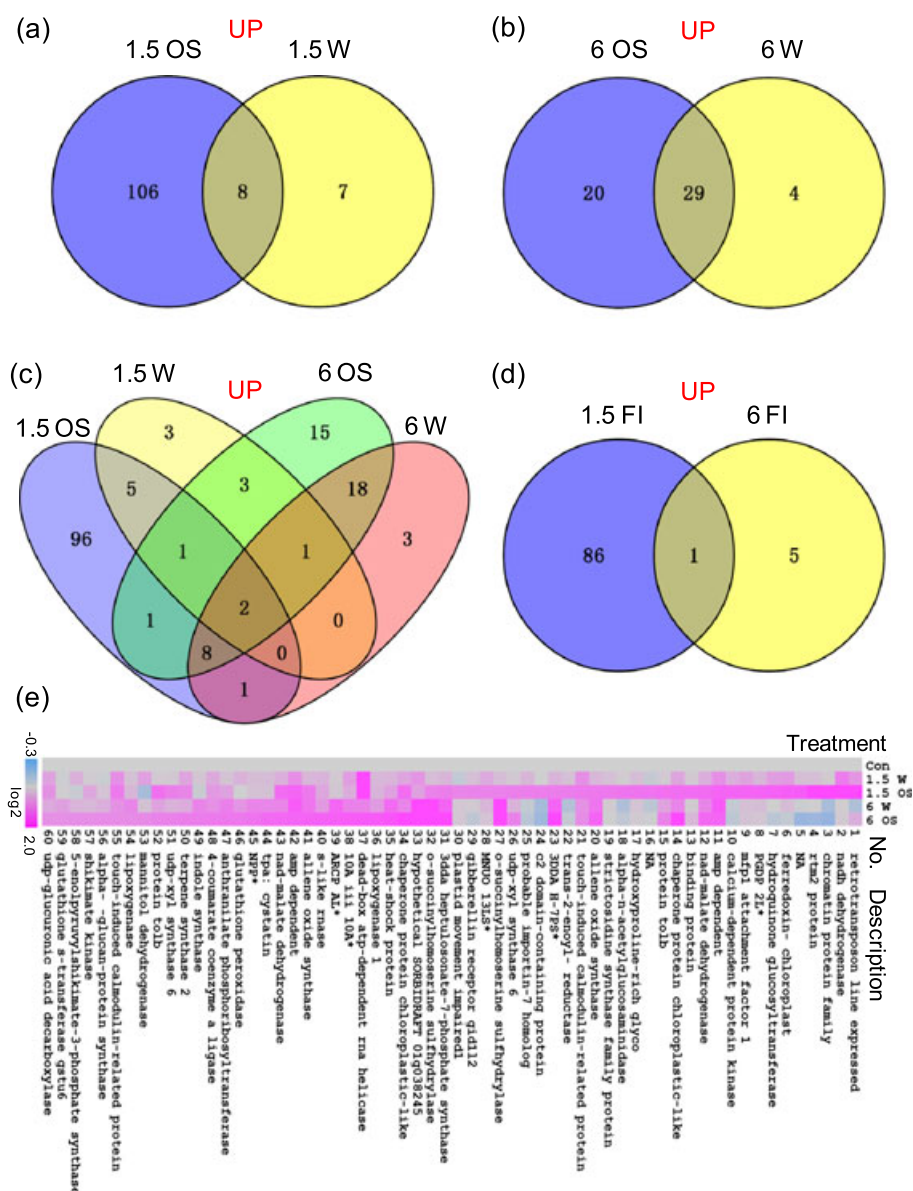 (a)
UP
1.5 OS
1.5 W
106
8
7
(b)
UP
6 OS
6 W
20
29
4
(c)
1.5 W
UP
6 OS
1.5 OS
6 W
3
15
5
3
18
96
1
1
3
1
2
0
8
0
1
(d)
UP
1.5 FI
6 FI
86
1
5
(e)
-0.3
log2
2.0
Treatment
Con
1.5 W
1.5 OS
6 W
6 OS
No. Description
1 retrotransposon line expressed
2 nadh dehydrogenase
3 chromatin protein family
4 rtm2 protein
5 NA
6 ferredoxin- chloroplast
7 hydroquinone glucosyltransferase
8 PGDP 2L*
9 mfp1 attachment factor 1
10 calcium-dependent protein kinase
11 amp dependent
12 nad-malate dehydrogenase
13 binding protein
14 chaperone protein chloroplastic-like
15 protein tolb
16 NA
17 hydroxyproline-rich glyco
18 alpha-n-acetylglucosaminidase
19 strictosidine synthase family protein
20 allene oxide synthase
21 touch-induced calmodulin-related protein
22 trans-2-enoyl- reductase
23 3DDA H-7PS*
24 c2 domain-containing protein
25 probable importin-7 homolog
26 udp-xyl synthase 6
27 o-succinylhomoserine sulfhydrylase
28 MNUO 13LS*
29 gibberellin receptor gid1l2
30 plastid movement impaired1
31 3dda heptulosonate-7-phosphate synthase
32 o-succinylhomoserine sulfhydrylase
33 hypothetical SORBIDRAFT 01g038245
34 chaperone protein chloroplastic-like
35 heat-shock protein
36 lipoxygenase 1
37 dead-box atp-dependent rna helicase
38 10A iii 10A*
39 ARCF AL*
40 s-like rnase
41 allene oxide synthase
42 amp dependent
43 nad-malate dehydrogenase
44 tpa: cystatin
45 NPP*
46 glutathione peroxidase
47 anthranilate phosphoribosyltransferase
48 4-coumarate coenzyme a ligase
49 indole synthase
50 terpene synthase 2
51 udp-xyl synthase 6
52 protein tolb
53 mannitol dehydrogenase
54 lipoxygenase
55 touch-induced calmodulin-related protein
56 alpha- -glucan-protein synthase
57 shikimate kinase
58 5-enolpyruvylshikimate-3-phosphate synthase
59 glutathione s-transferase gstu6
60 udp-glucuronic acid decarboxylase